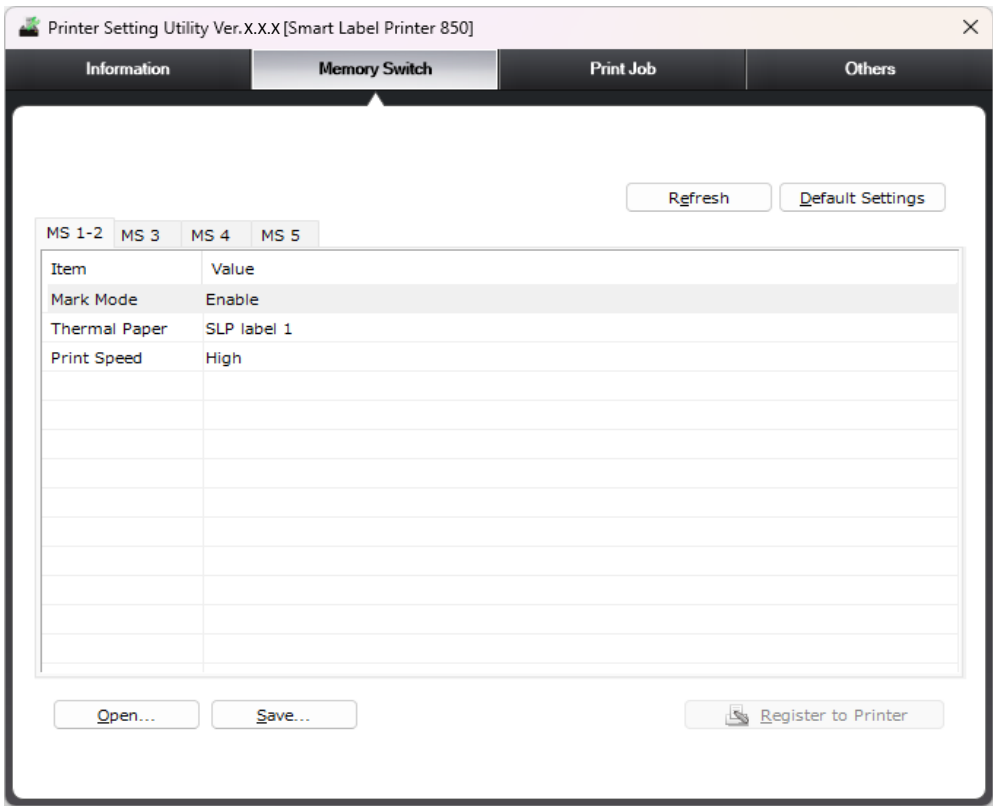 Printer Setting Utility Ver.X.X.X [Smart Label Printer 850]
Information Memory Switch Print Job Others
Refresh Default Settings
MS 1-2 MS 3 MS 4 MS 5
Item Value
Mark Mode Enable
Thermal Paper SLP label 1
Print Speed High
Open... Save... Register to Printer